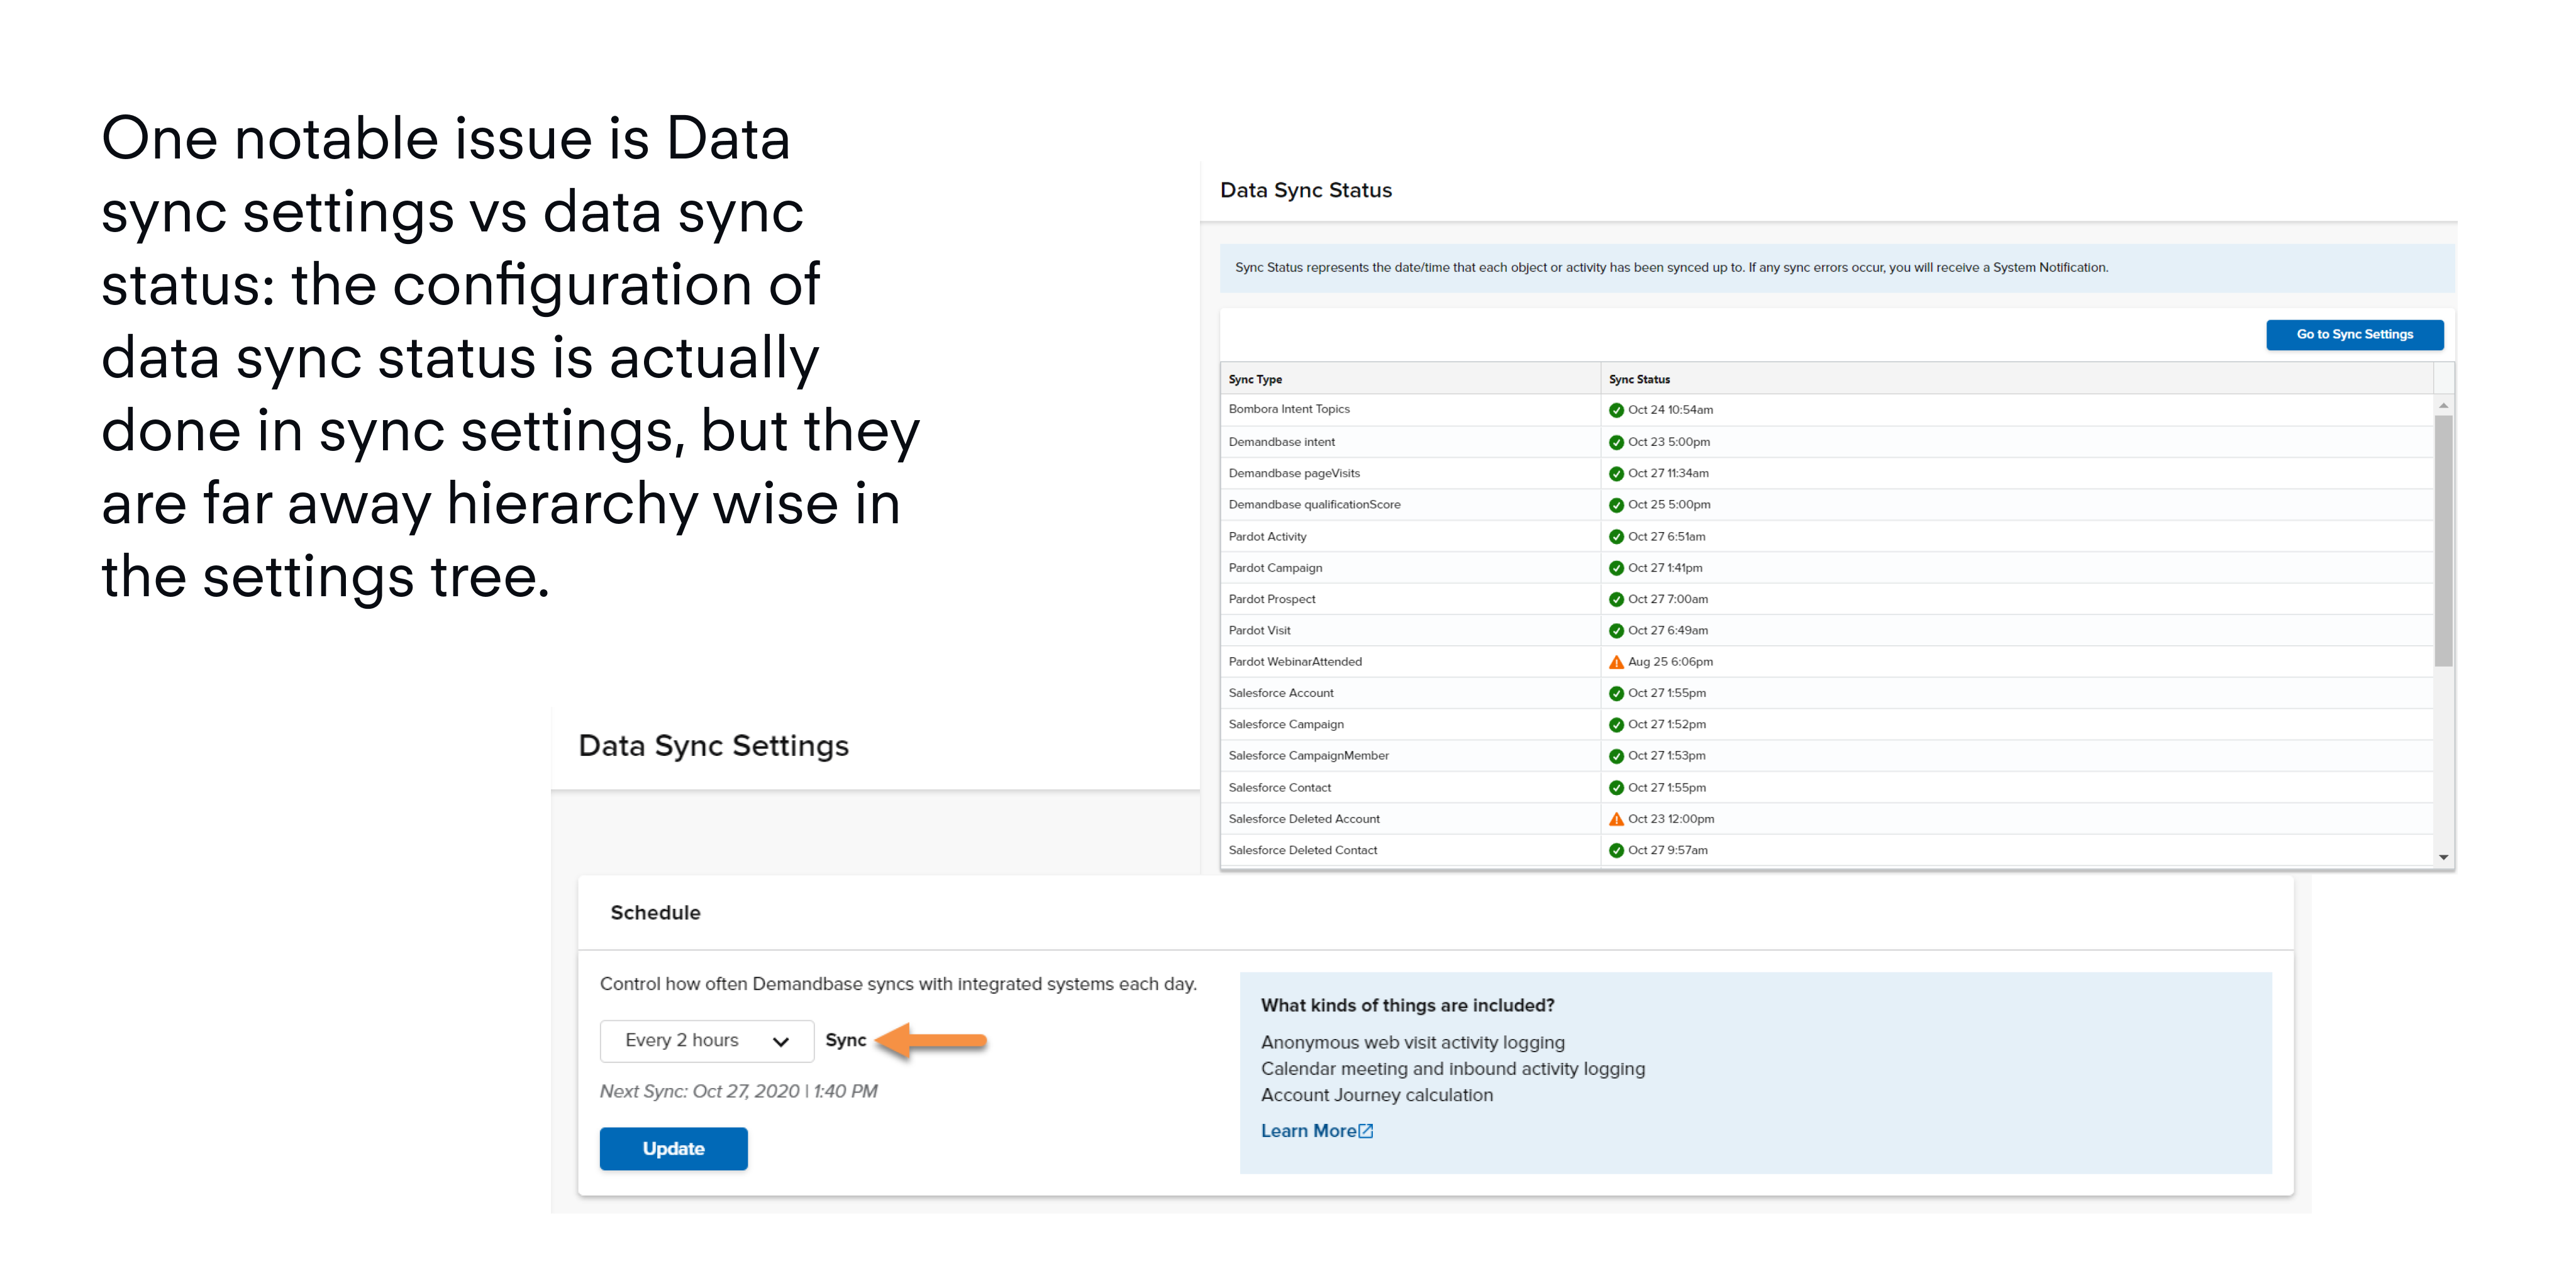 One notable issue is Data
sync settings vs data sync
status: the configuration of
data sync status is actually
done in sync settings, but they
are far away hierarchy wise in
the settings tree.
Data Sync Status
Sync Status represents the date/time that each object or activity has been synced up to. If any sync errors occur, you will receive a System Notification.
Go to Sync Settings
Sync Type Sync Status
Bombora Intent Topics Oct 24 10:54am
Demandbase intent Oct 23 5:00pm
Demandbase pageVisits Oct 27 11:34am
Demandbase qualificationScore Oct 25 5:00pm
Pardot Activity Oct 27 6:51am
Pardot Campaign Oct 27 1:41pm
Pardot Prospect Oct 27 7:00am
Pardot Visit Oct 27 6:49am
Pardot WebinarAttended Aug 25 6:06pm
Salesforce Account Oct 27 1:55pm
Salesforce Campaign Oct 27 1:52pm
Salesforce CampaignMember Oct 27 1:53pm
Salesforce Contact Oct 27 1:55pm
Salesforce Deleted Account Oct 23 12:00pm
Salesforce Deleted Contact Oct 27 9:57am
Data Sync Settings
Schedule
Control how often Demandbase syncs with integrated systems each day.
Every 2 hours Sync
Next Sync: Oct 27, 2020 | 1:40 PM
Update
What kinds of things are included?
Anonymous web visit activity logging
Calendar meeting and inbound activity logging
Account Journey calculation
Learn More